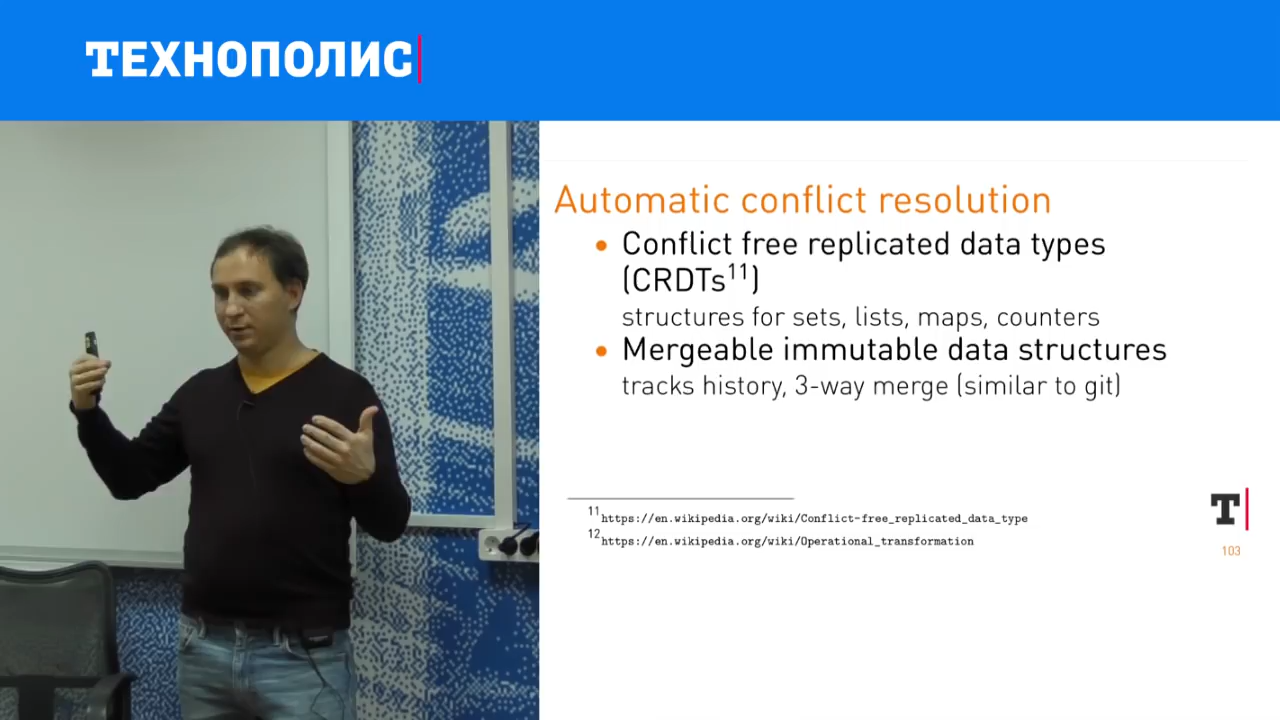 ТЕХНОПОЛИС
Automatic conflict resolution
• Conflict free replicated data types
(CRDTs¹¹)
structures for sets, lists, maps, counters
• Mergeable immutable data structures
tracks history, 3-way merge (similar to git)
¹¹https://en.wikipedia.org/wiki/Conflict-free_replicated_data_type
¹²https://en.wikipedia.org/wiki/Operational_transformation
T
103